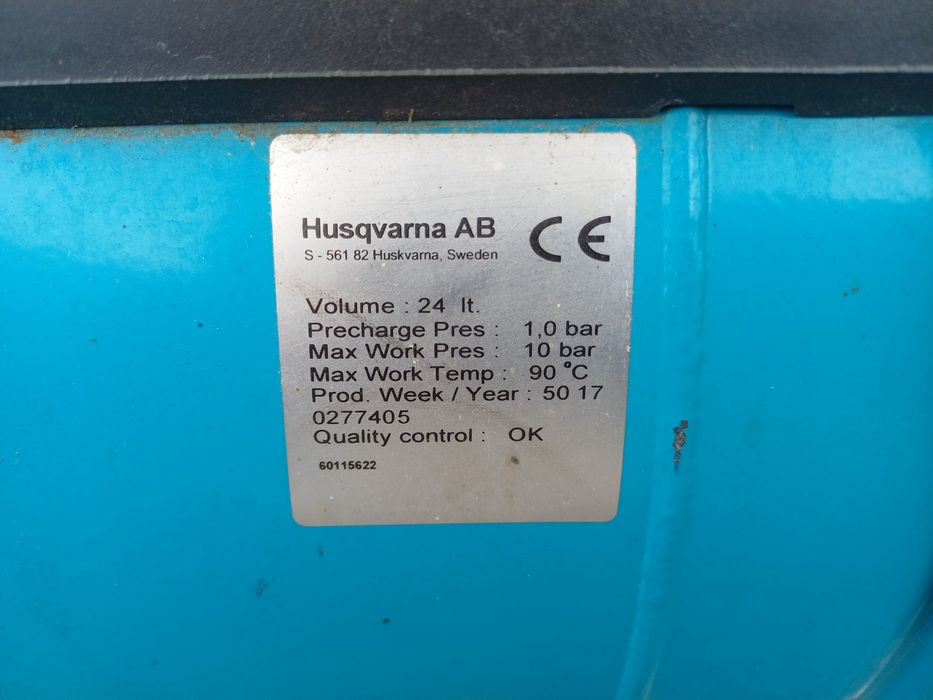 Husqvarna AB CE
S - 561 82 Huskvarna, Sweden
Volume : 24 lt.
Precharge Pres : 1,0 bar
Max Work Pres : 10 bar
Max Work Temp : 90 °C
Prod. Week / Year : 50 17
0277405
Quality control : OK
60115622